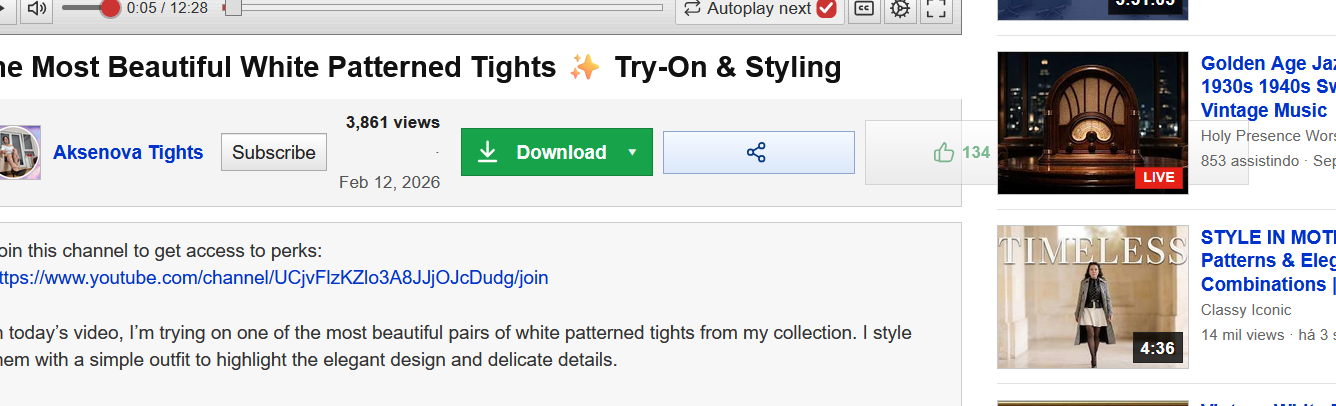 0:05 / 12:28
Autoplay next
CC
he Most Beautiful White Patterned Tights ✨ Try-On & Styling
Aksenova Tights
Subscribe
3,861 views
·
Feb 12, 2026
Download
134
oin this channel to get access to perks:
ttps://www.youtube.com/channel/UCjvFlzKZlo3A8JJjOJcDudg/join
n today’s video, I’m trying on one of the most beautiful pairs of white patterned tights from my collection. I style
hem with a simple outfit to highlight the elegant design and delicate details.
Golden Age Jaz
1930s 1940s Sw
Vintage Music
Holy Presence Wors
853 assistindo · Sep
LIVE
TIMELESS
4:36
STYLE IN MOTI
Patterns & Eleg
Combinations |
Classy Iconic
14 mil views · há 3 s